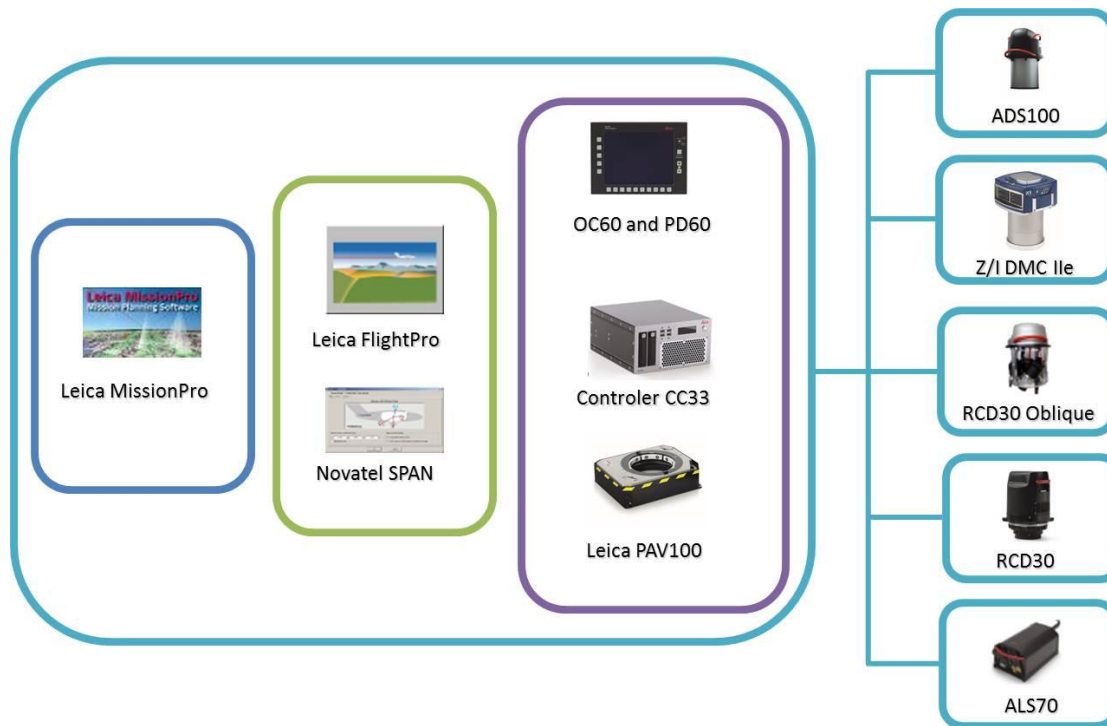 Leica MissionPro
Mission Planning Software
Leica MissionPro
Leica FlightPro
Novatel SPAN
OC60 and PD60
Controler CC33
Leica PAV100
ADS100
Z/I DMC IIe
RCD30 Oblique
RCD30
ALS70